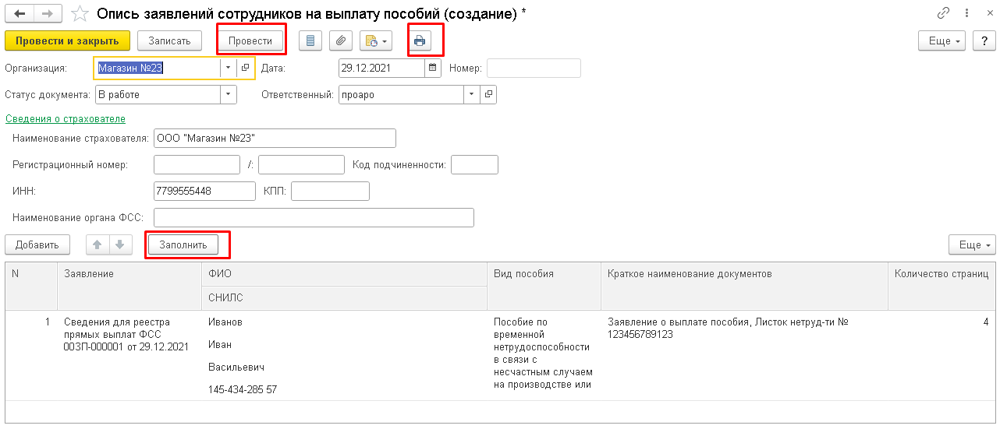 Опись заявлений сотрудников на выплату пособий (создание) *
Провести и закрыть Записать Провести Еще ?
Организация: Магазин №23 Дата: 29.12.2021 Номер:
Статус документа: В работе Ответственный: проаро
Сведения о страхователе
Наименование страхователя: ООО "Магазин №23"
Регистрационный номер: /: Код подчиненности:
ИНН: 7799555448 КПП:
Наименование органа ФСС:
Добавить Заполнить Еще
N Заявление ФИО Вид пособия Краткое наименование документов Количество страниц
СНИЛС
1 Сведения для реестра Иванов Пособие по Заявление о выплате пособия, Листок нетруд-ти № 4
прямых выплат ФСС временной 123456789123
00ЗП-000001 от 29.12.2021 Иван нетрудоспособности
в связи с
Васильевич несчастным случаем
145-434-285 57 на производстве или